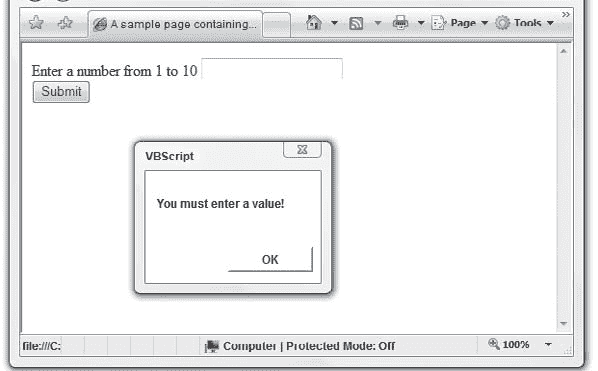 A sample page containing... Page Tools »
Enter a number from 1 to 10
Submit
VBScript
You must enter a value!
OK
file:///C: Computer | Protected Mode: Off 100%